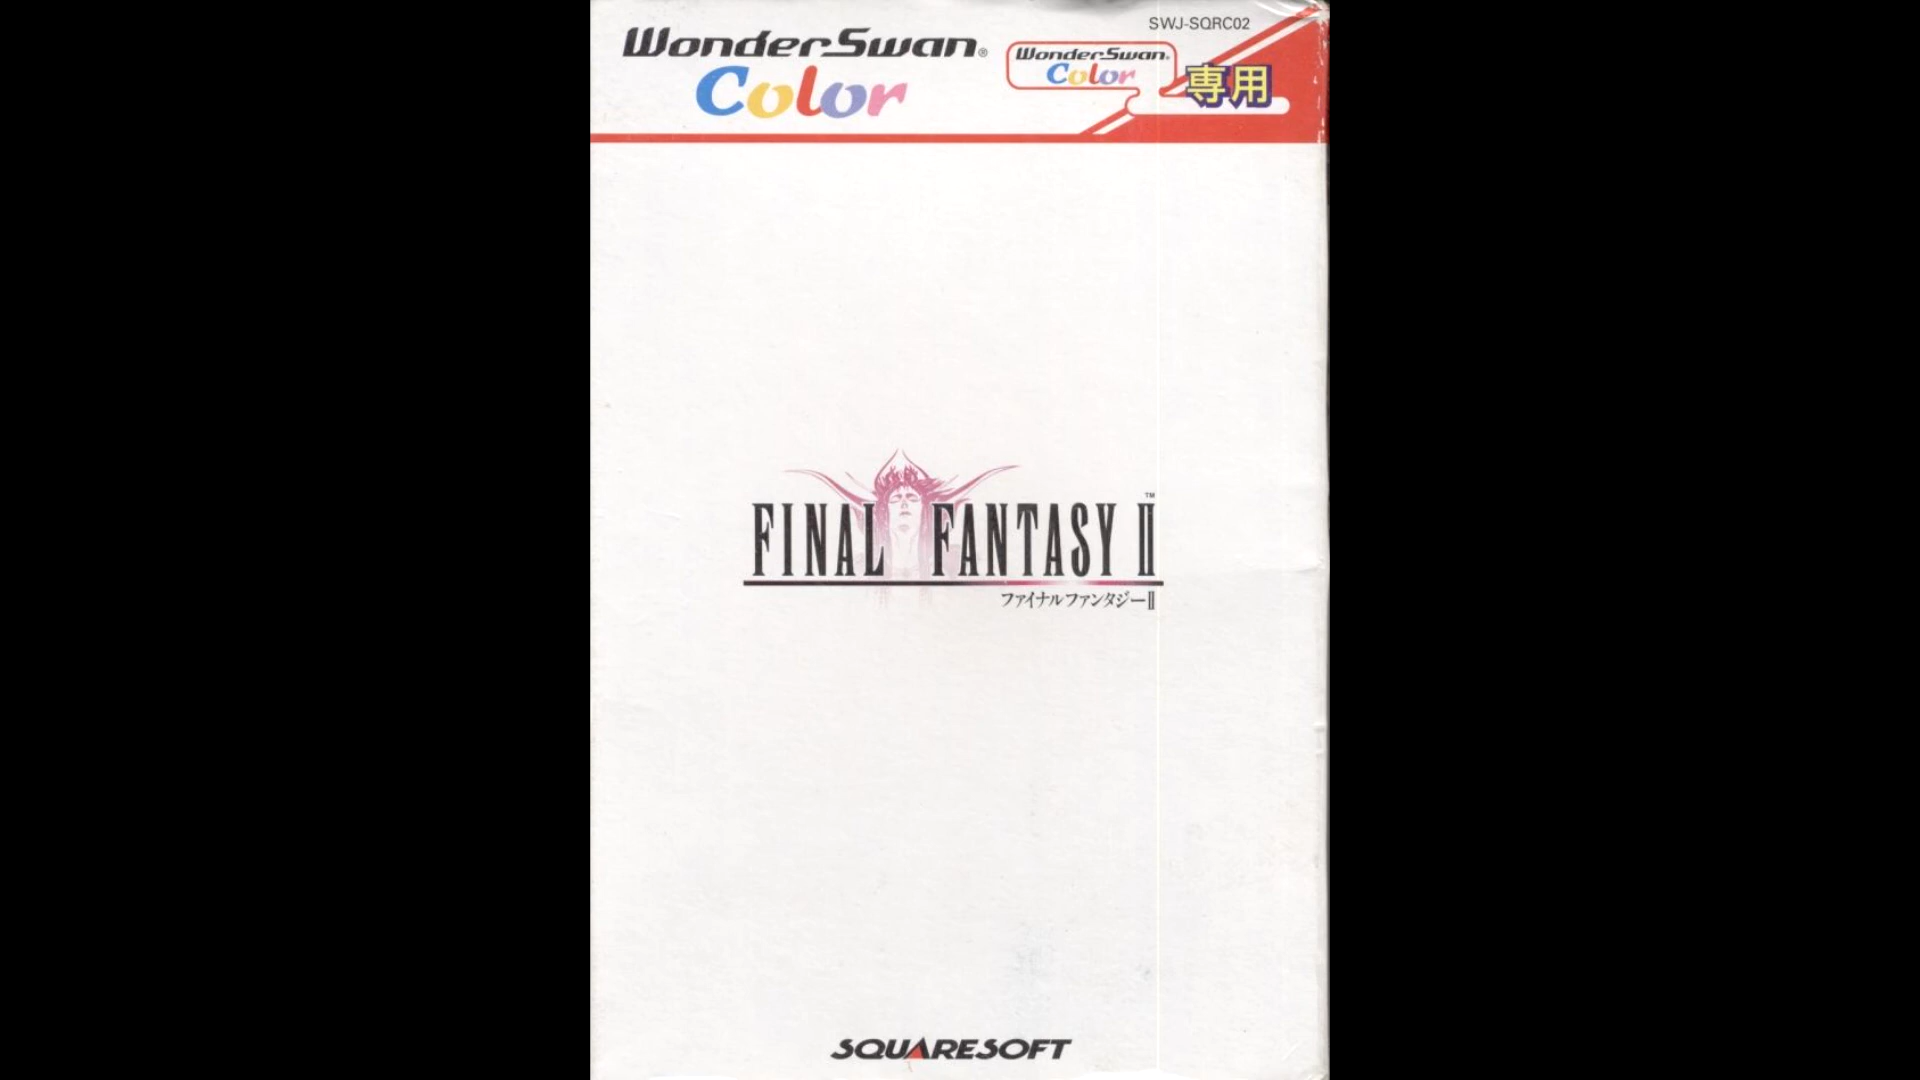 SWJ-SQRC02
WonderSwan®
Color
WonderSwan®
Color
専用
FINAL FANTASY II™
ファイナルファンタジーII
SQUARESOFT